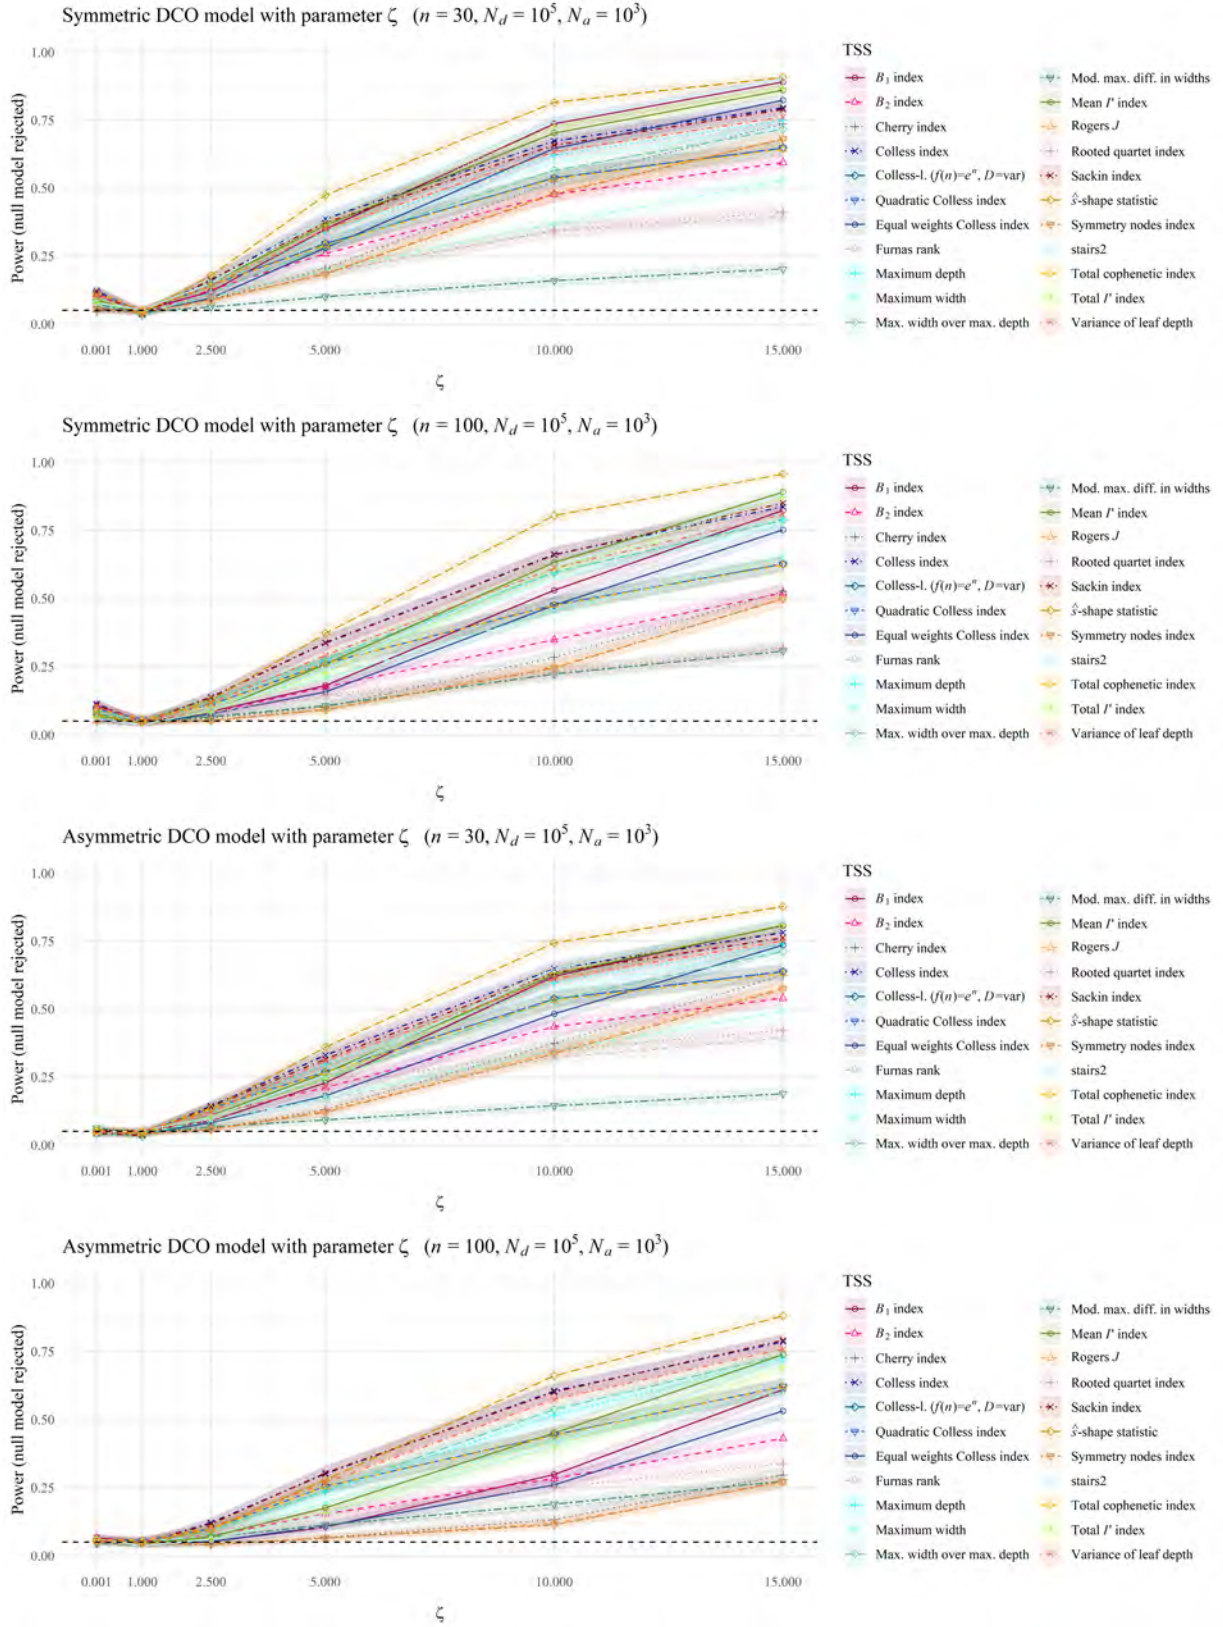 Symmetric DCO model with parameter ζ (n = 30, N_d = 10^5, N_a = 10^3)
Power (null model rejected)
1.00
0.75
0.50
0.25
0.00
0.001 1.000 2.500 5.000 10.000 15.000
ζ
TSS
B_1 index
B_2 index
Cherry index
Colless index
Colless-l. (f(n)=e^n, D=var)
Quadratic Colless index
Equal weights Colless index
Furnas rank
Maximum depth
Maximum width
Max. width over max. depth
Mod. max. diff. in widths
Mean I' index
Rogers J
Rooted quartet index
Sackin index
ŝ-shape statistic
Symmetry nodes index
stairs2
Total cophenetic index
Total I' index
Variance of leaf depth
Symmetric DCO model with parameter ζ (n = 100, N_d = 10^5, N_a = 10^3)
Power (null model rejected)
1.00
0.75
0.50
0.25
0.00
0.001 1.000 2.500 5.000 10.000 15.000
ζ
TSS
B_1 index
B_2 index
Cherry index
Colless index
Colless-l. (f(n)=e^n, D=var)
Quadratic Colless index
Equal weights Colless index
Furnas rank
Maximum depth
Maximum width
Max. width over max. depth
Mod. max. diff. in widths
Mean I' index
Rogers J
Rooted quartet index
Sackin index
ŝ-shape statistic
Symmetry nodes index
stairs2
Total cophenetic index
Total I' index
Variance of leaf depth
Asymmetric DCO model with parameter ζ (n = 30, N_d = 10^5, N_a = 10^3)
Power (null model rejected)
1.00
0.75
0.50
0.25
0.00
0.001 1.000 2.500 5.000 10.000 15.000
ζ
TSS
B_1 index
B_2 index
Cherry index
Colless index
Colless-l. (f(n)=e^n, D=var)
Quadratic Colless index
Equal weights Colless index
Furnas rank
Maximum depth
Maximum width
Max. width over max. depth
Mod. max. diff. in widths
Mean I' index
Rogers J
Rooted quartet index
Sackin index
ŝ-shape statistic
Symmetry nodes index
stairs2
Total cophenetic index
Total I' index
Variance of leaf depth
Asymmetric DCO model with parameter ζ (n = 100, N_d = 10^5, N_a = 10^3)
Power (null model rejected)
1.00
0.75
0.50
0.25
0.00
0.001 1.000 2.500 5.000 10.000 15.000
ζ
TSS
B_1 index
B_2 index
Cherry index
Colless index
Colless-l. (f(n)=e^n, D=var)
Quadratic Colless index
Equal weights Colless index
Furnas rank
Maximum depth
Maximum width
Max. width over max. depth
Mod. max. diff. in widths
Mean I' index
Rogers J
Rooted quartet index
Sackin index
ŝ-shape statistic
Symmetry nodes index
stairs2
Total cophenetic index
Total I' index
Variance of leaf depth